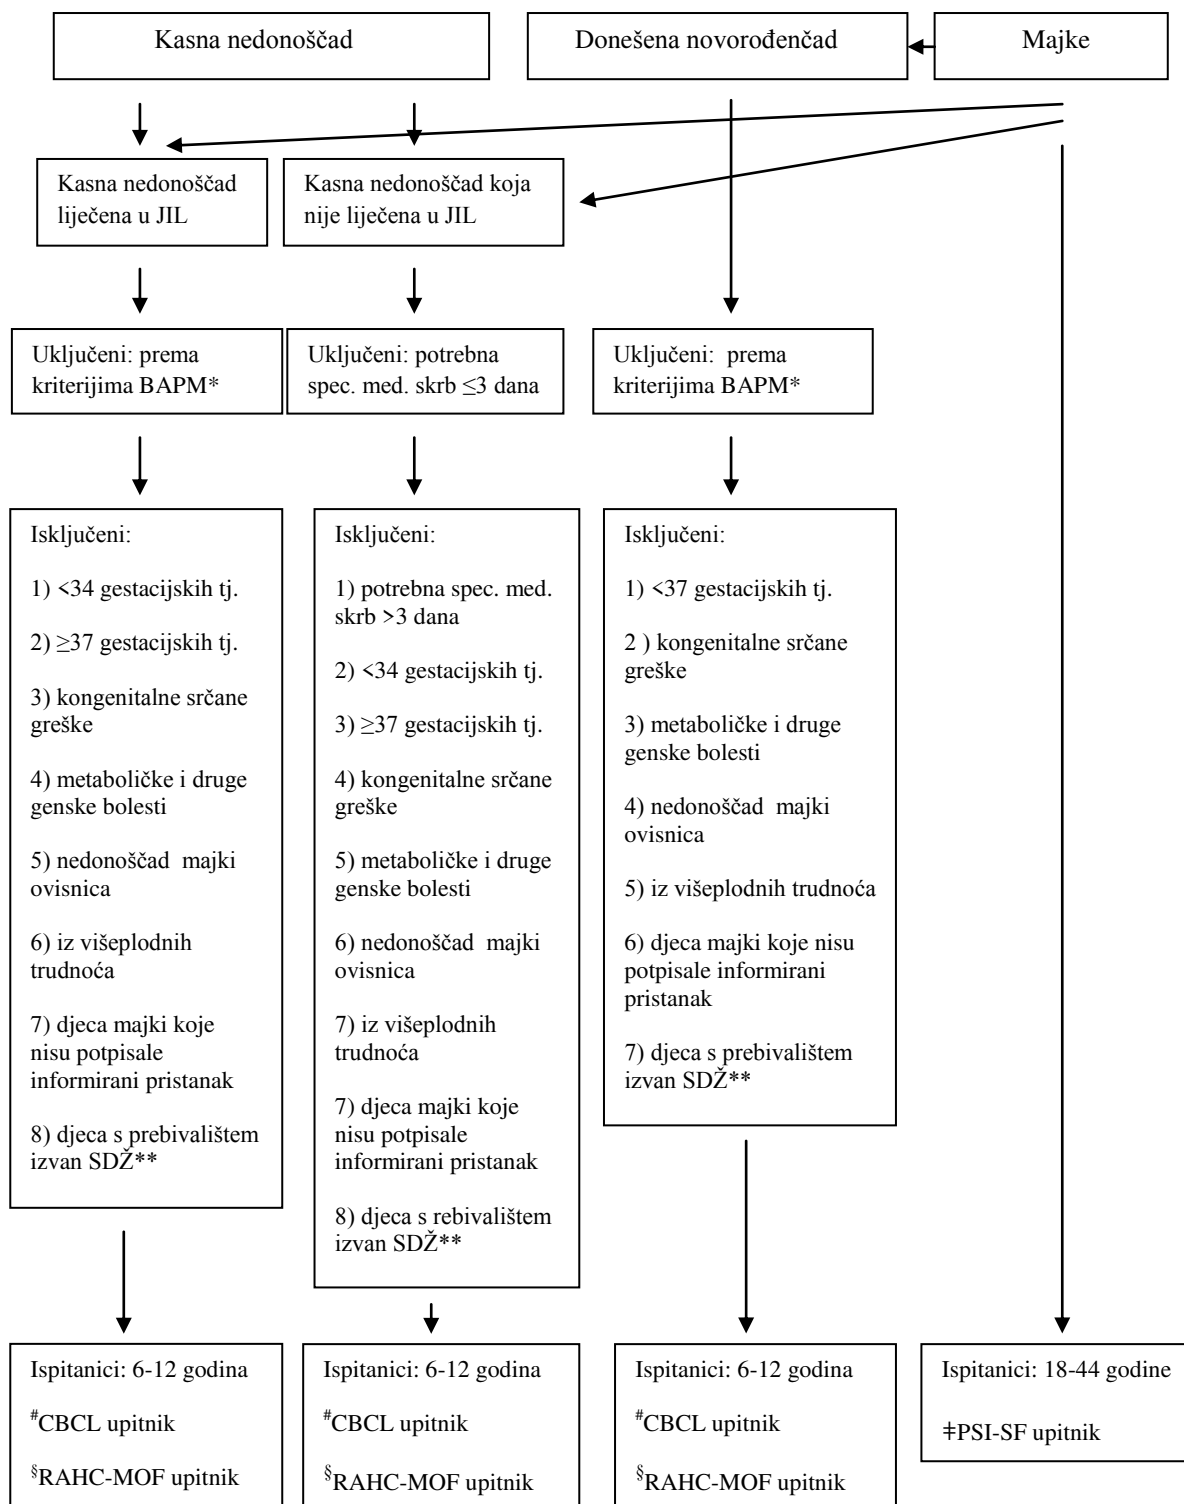 Kasna nedonoščad
Donešena novorođenčad
Majke
Kasna nedonoščad
liječena u JIL
Kasna nedonoščad koja
nije liječena u JIL
Uključeni: prema
kriterijima BAPM*
Uključeni: potrebna
spec. med. skrb ≤3 dana
Uključeni: prema
kriterijima BAPM*
Isključeni:
1) <34 gestacijskih tj.
2) ≥37 gestacijskih tj.
3) kongenitalne srčane
greške
4) metaboličke i druge
genske bolesti
5) nedonoščad majki
ovisnica
6) iz višeplodnih
trudnoća
7) djeca majki koje
nisu potpisale
informirani pristanak
8) djeca s prebivalištem
izvan SDŽ**
Isključeni:
1) potrebna spec. med.
skrb >3 dana
2) <34 gestacijskih tj.
3) ≥37 gestacijskih tj.
4) kongenitalne srčane
greške
5) metaboličke i druge
genske bolesti
6) nedonoščad majki
ovisnica
7) iz višeplodnih
trudnoća
7) djeca majki koje
nisu potpisale
informirani pristanak
8) djeca s rebivalištem
izvan SDŽ**
Isključeni:
1) <37 gestacijskih tj.
2 ) kongenitalne srčane
greške
3) metaboličke i druge
genske bolesti
4) nedonoščad majki
ovisnica
5) iz višeplodnih trudnoća
6) djeca majki koje nisu
potpisale informirani
pristanak
7) djeca s prebivalištem
izvan SDŽ**
Ispitanici: 6-12 godina
#CBCL upitnik
§RAHC-MOF upitnik
Ispitanici: 6-12 godina
#CBCL upitnik
§RAHC-MOF upitnik
Ispitanici: 6-12 godina
#CBCL upitnik
§RAHC-MOF upitnik
Ispitanici: 18-44 godine
ǂPSI-SF upitnik